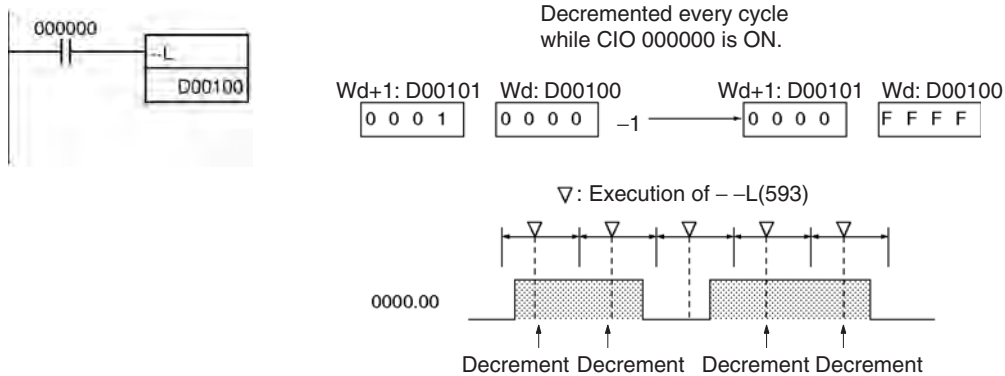 000000
--L
D00100
Decremented every cycle
while CIO 000000 is ON.
Wd+1: D00101 Wd: D00100 Wd+1: D00101 Wd: D00100
0 0 0 1 0 0 0 0 –1 0 0 0 0 F F F F
▽: Execution of – –L(593)
0000.00
Decrement Decrement Decrement Decrement